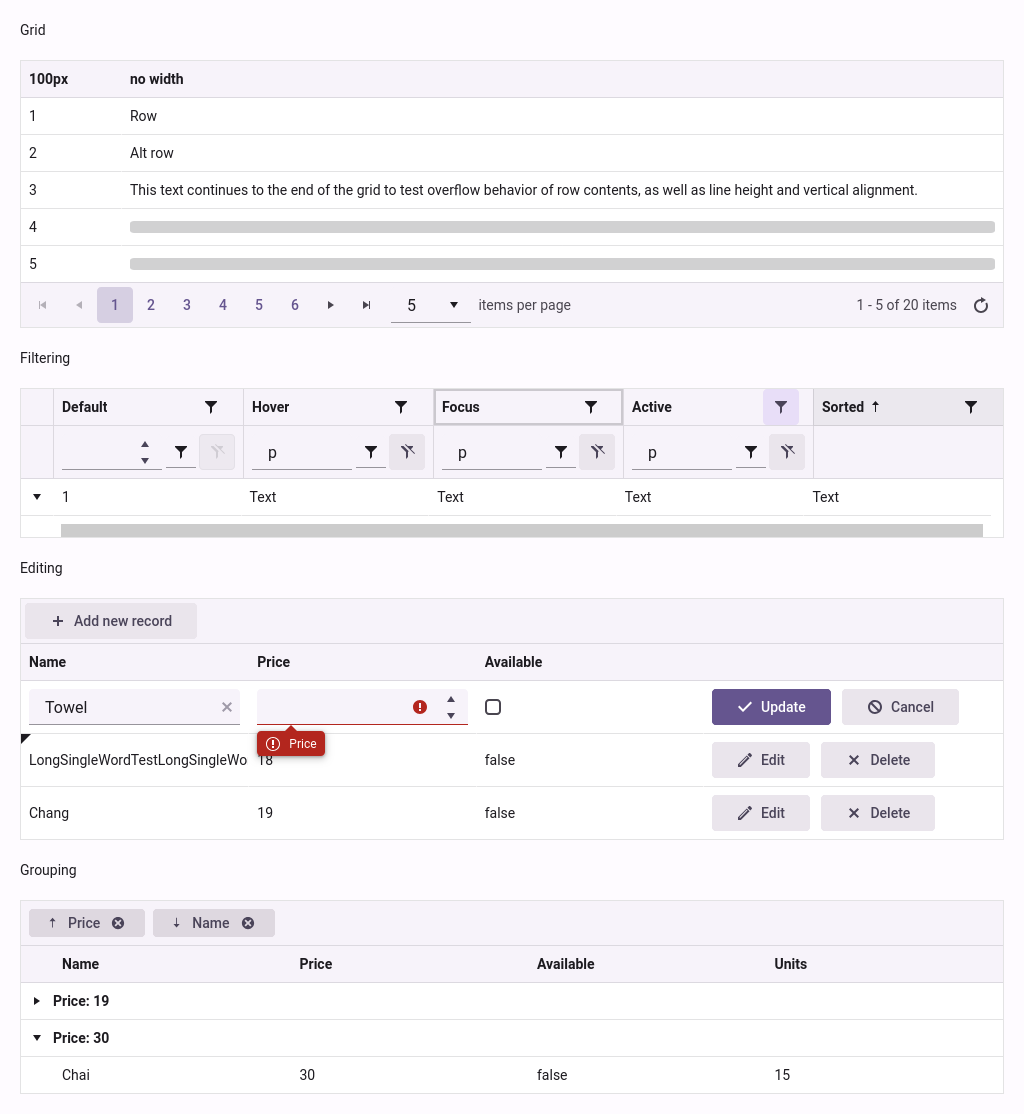 Grid
100px no width
1 Row
2 Alt row
3 This text continues to the end of the grid to test overflow behavior of row contents, as well as line height and vertical alignment.
4
5
1 2 3 4 5 6 5 items per page 1 - 5 of 20 items
Filtering
Default Hover Focus Active Sorted
p p p
1 Text Text Text Text
Editing
Add new record
Name Price Available
Towel Update Cancel
Price
LongSingleWordTestLongSingleWo 18 false Edit Delete
Chang 19 false Edit Delete
Grouping
Price Name
Name Price Available Units
Price: 19
Price: 30
Chai 30 false 15